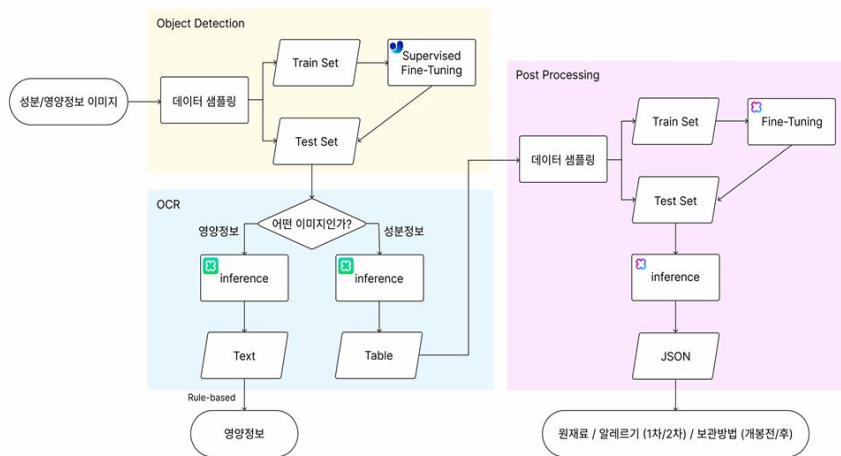 Object Detection
성분/영양정보 이미지
데이터 샘플링
Train Set
Supervised
Fine-Tuning
Test Set
OCR
어떤 이미지인가?
영양정보
성분정보
inference
inference
Text
Table
Rule-based
영양정보
Post Processing
데이터 샘플링
Train Set
Fine-Tuning
Test Set
inference
JSON
원재료 / 알레르기 (1차/2차) / 보관방법 (개봉전/후)